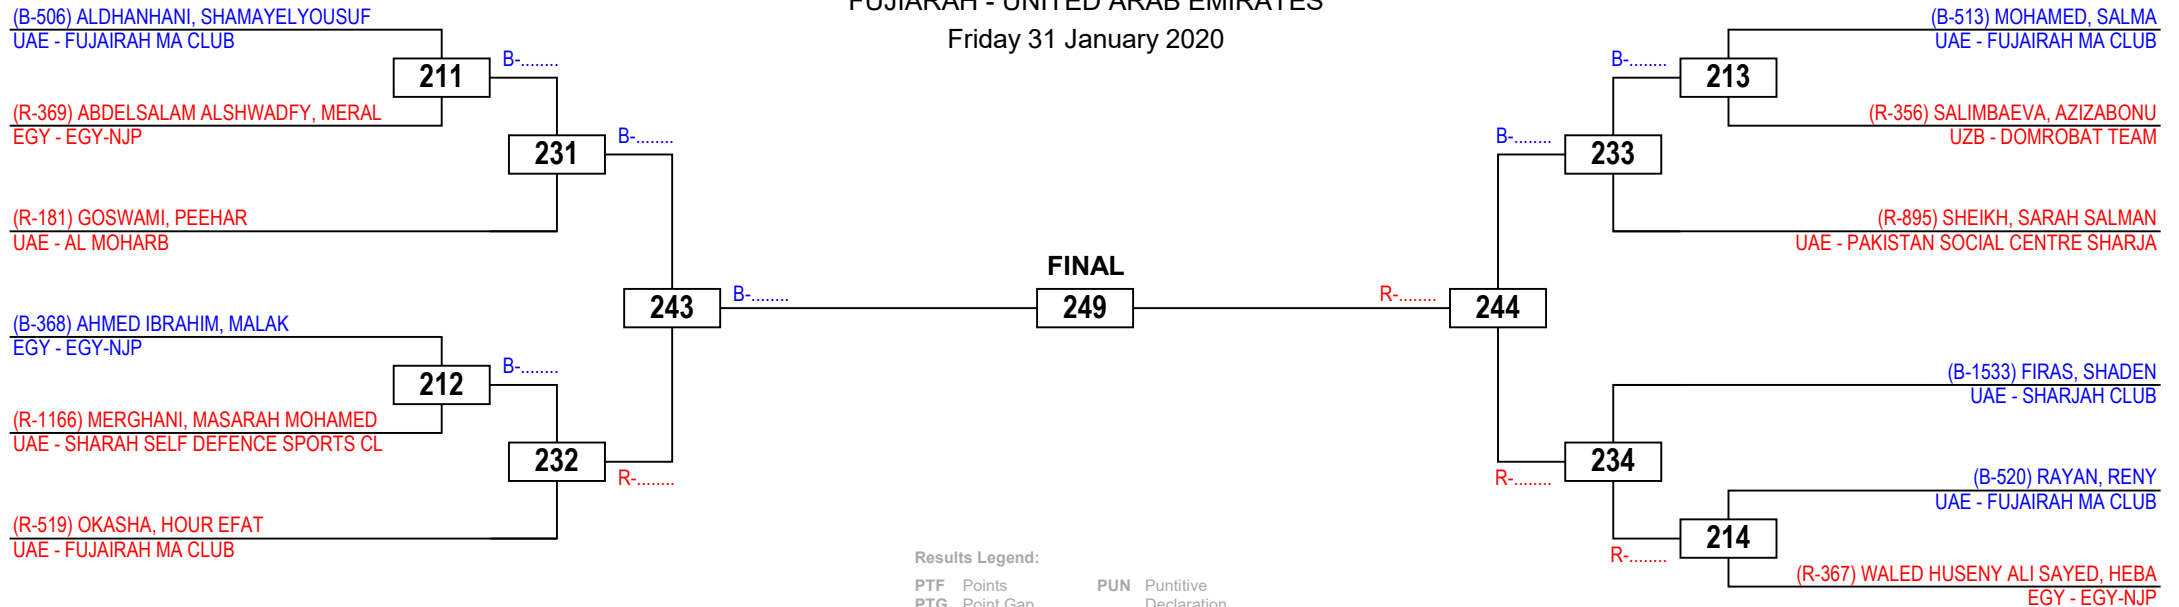 FUJIARAH - UNITED ARAB EMIRATES
Friday 31 January 2020
(B-506) ALDHANHANI, SHAMAYELYOUSUF
UAE - FUJAIRAH MA CLUB
211
B-........
(R-369) ABDELSALAM ALSHWADFY, MERAL
EGY - EGY-NJP
231
B-........
(R-181) GOSWAMI, PEEHAR
UAE - AL MOHARB
243
B-........
(B-368) AHMED IBRAHIM, MALAK
EGY - EGY-NJP
212
B-........
(R-1166) MERGHANI, MASARAH MOHAMED
UAE - SHARAH SELF DEFENCE SPORTS CL
232
R-........
(R-519) OKASHA, HOUR EFAT
UAE - FUJAIRAH MA CLUB
FINAL
249
(B-513) MOHAMED, SALMA
UAE - FUJAIRAH MA CLUB
B-........
213
(R-356) SALIMBAEVA, AZIZABONU
UZB - DOMROBAT TEAM
B-........
233
(R-895) SHEIKH, SARAH SALMAN
UAE - PAKISTAN SOCIAL CENTRE SHARJA
R-........
244
(B-1533) FIRAS, SHADEN
UAE - SHARJAH CLUB
234
R-........
(B-520) RAYAN, RENY
UAE - FUJAIRAH MA CLUB
214
R-........
(R-367) WALED HUSENY ALI SAYED, HEBA
EGY - EGY-NJP
Results Legend:
PTF Points PUN Puntitive
PTG Point Gap Declaration